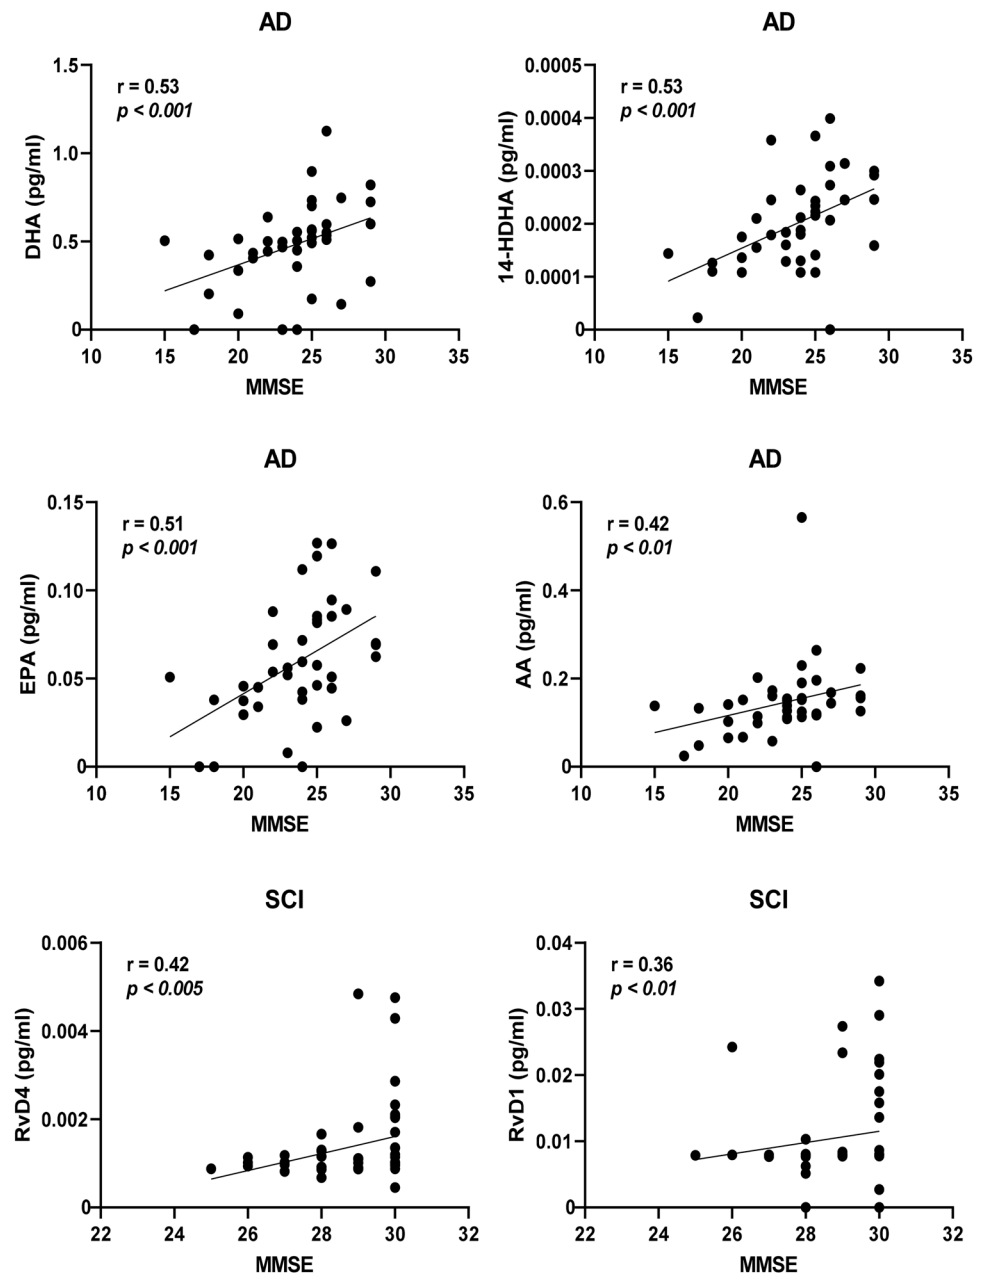 AD
r = 0.53
p < 0.001
DHA (pg/ml)
1.5
1.0
0.5
0
10 15 20 25 30 35
MMSE
AD
r = 0.53
p < 0.001
14-HDHA (pg/ml)
0.0005
0.0004
0.0003
0.0002
0.0001
0
10 15 20 25 30 35
MMSE
AD
r = 0.51
p < 0.001
EPA (pg/ml)
0.15
0.10
0.05
0
10 15 20 25 30 35
MMSE
AD
r = 0.42
p < 0.01
AA (pg/ml)
0.6
0.4
0.2
0
10 15 20 25 30 35
MMSE
SCI
r = 0.42
p < 0.005
RvD4 (pg/ml)
0.006
0.004
0.002
0
22 24 26 28 30 32
MMSE
SCI
r = 0.36
p < 0.01
RvD1 (pg/ml)
0.04
0.03
0.02
0.01
0
22 24 26 28 30 32
MMSE